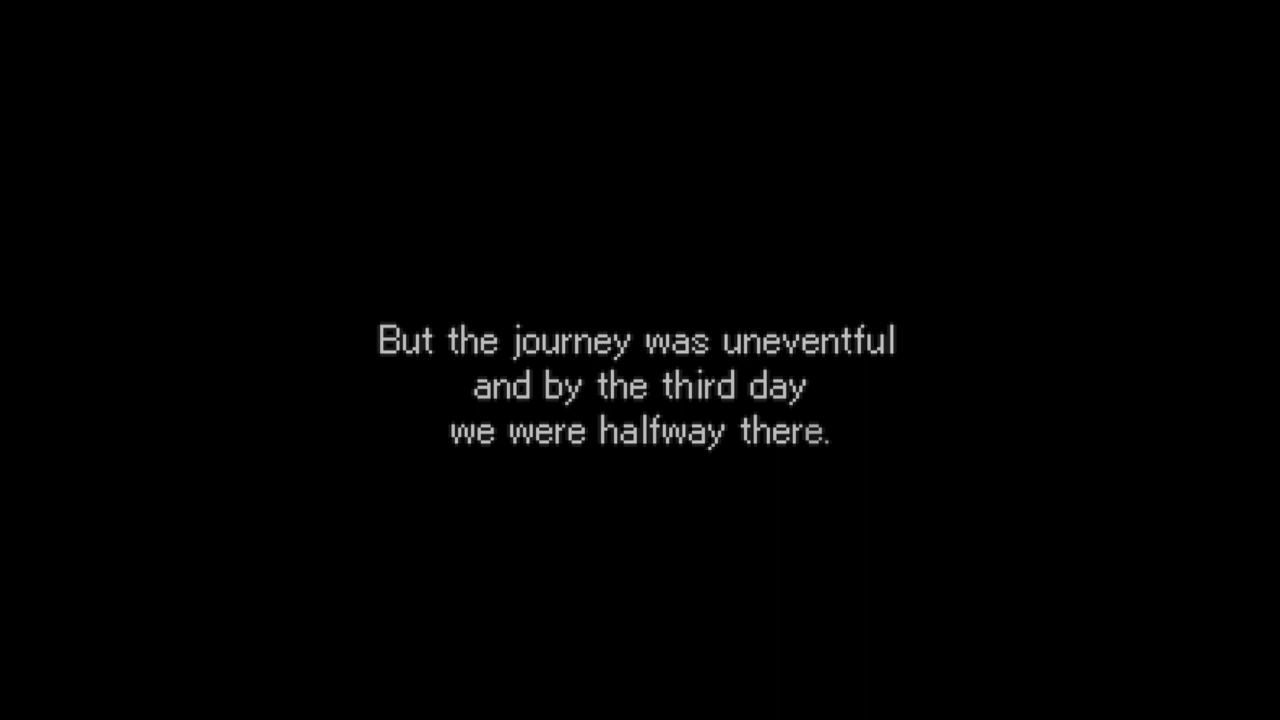 But the journey was uneventful
and by the third day
we were halfway there.